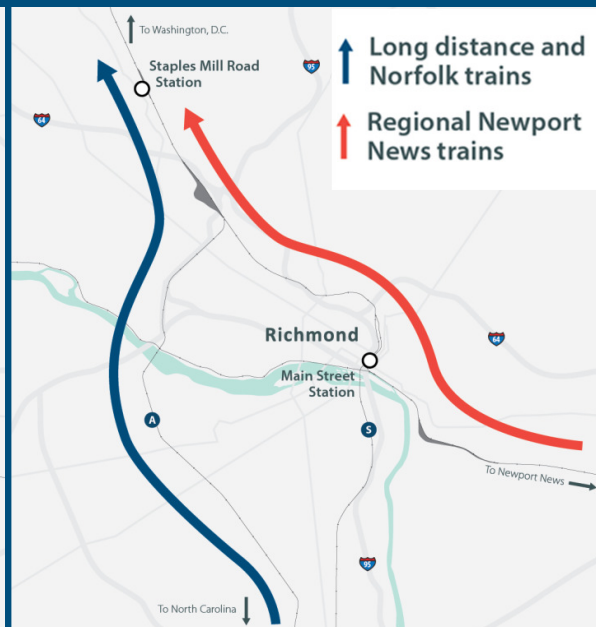 To Washington, D.C.
Staples Mill Road
Station
95
64
Long distance and
Norfolk trains
Regional Newport
News trains
Richmond
64
Main Street
Station
A
S
To Newport News
95
To North Carolina